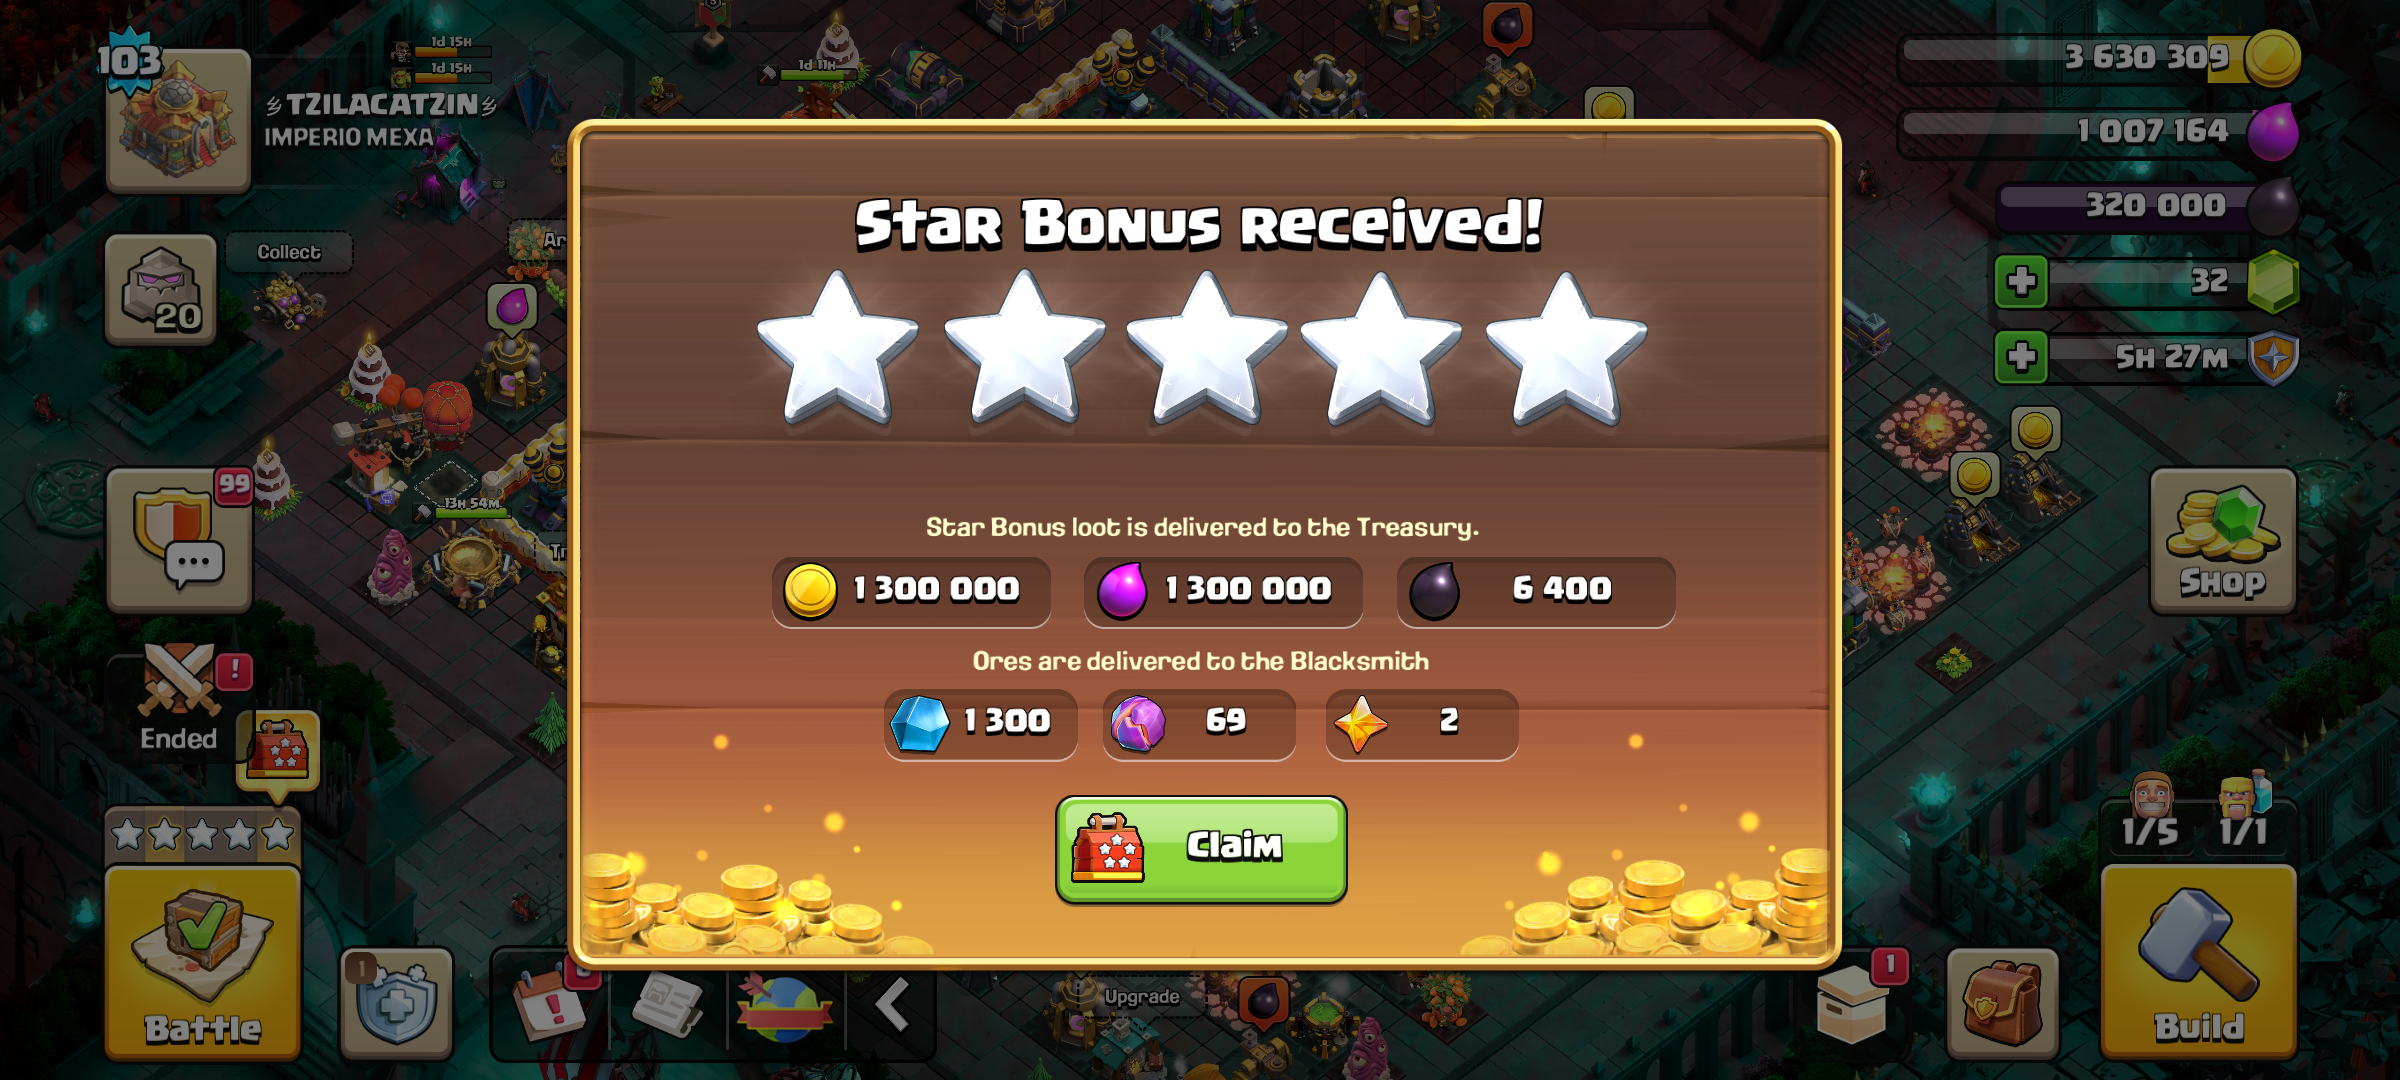 103
1d 15h
1d 15h
TZILACATZIN
IMPERIO MEXA
1d 11h
3 630 309
1 007 164
320 000
32
5h 27m
Collect
20
99
13h 54m
Ended
!
Battle
1
Star Bonus received!
Star Bonus loot is delivered to the Treasury.
1 300 000
1 300 000
6 400
Ores are delivered to the Blacksmith
1 300
69
2
Claim
Upgrade
Shop
1/5
1/1
1
Build